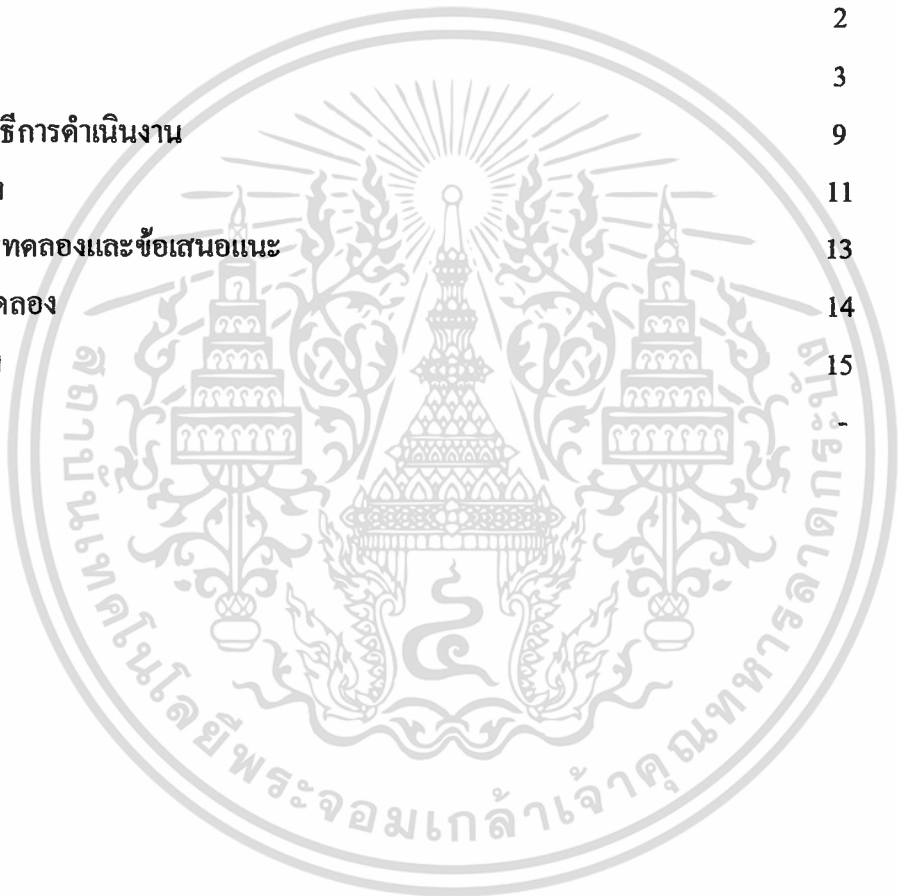 2
3
ธีการดำเนินงาน 9
11
ทดลองและข้อเสนอแนะ 13
ดลอง 14
15
-
สถาบันเทคโนโลยีพระจอมเกล้าเจ้าคุณทหารลาดกระบัง
๔